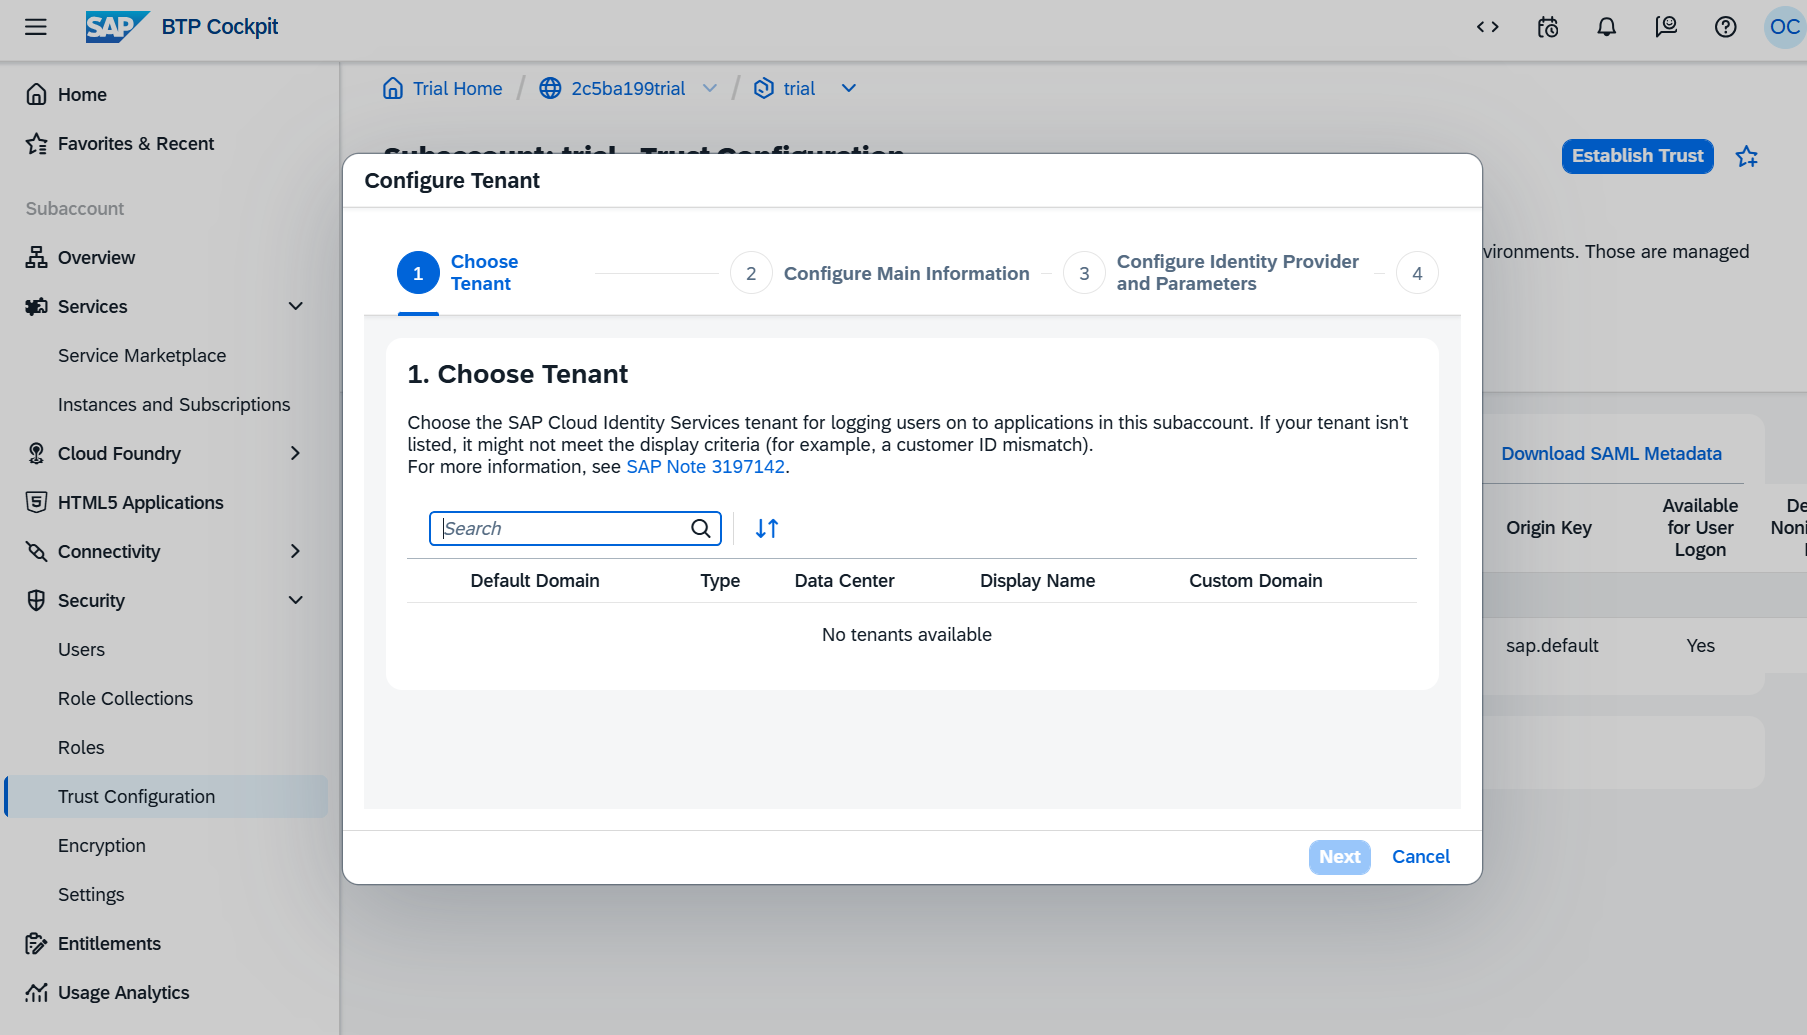 SAP BTP Cockpit
OC
Home
Favorites & Recent
Subaccount
Overview
Services
Service Marketplace
Instances and Subscriptions
Cloud Foundry
HTML5 Applications
Connectivity
Security
Users
Role Collections
Roles
Trust Configuration
Encryption
Settings
Entitlements
Usage Analytics
Trial Home / 2c5ba199trial / trial
Subaccount: trial - Trust Configuration
Establish Trust
vironments. Those are managed
Download SAML Metadata
Origin Key
Available
for User
Logon
sap.default
Yes
Configure Tenant
1 Choose
Tenant
2 Configure Main Information
3 Configure Identity Provider
and Parameters
4
1. Choose Tenant
Choose the SAP Cloud Identity Services tenant for logging users on to applications in this subaccount. If your tenant isn't
listed, it might not meet the display criteria (for example, a customer ID mismatch).
For more information, see SAP Note 3197142.
Search
Default Domain Type Data Center Display Name Custom Domain
No tenants available
Next Cancel